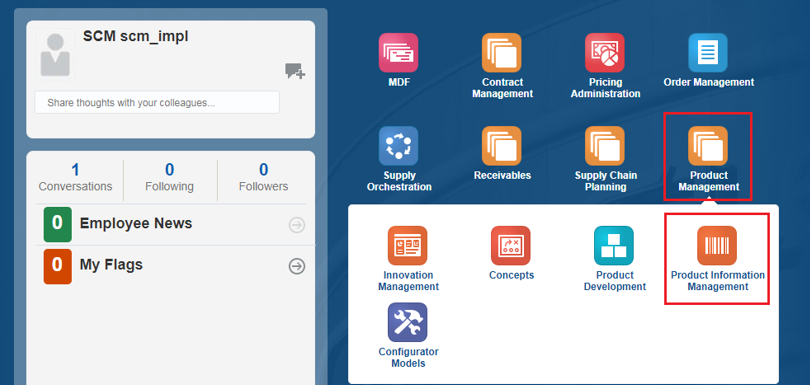 SCM scm_impl
Share thoughts with your colleagues...
1
Conversations
0
Following
0
Followers
0 Employee News
0 My Flags
MDF
Contract
Management
Pricing
Administration
Order Management
Supply
Orchestration
Receivables
Supply Chain
Planning
Product
Management
Innovation
Management
Concepts
Product
Development
Product Information
Management
Configurator
Models